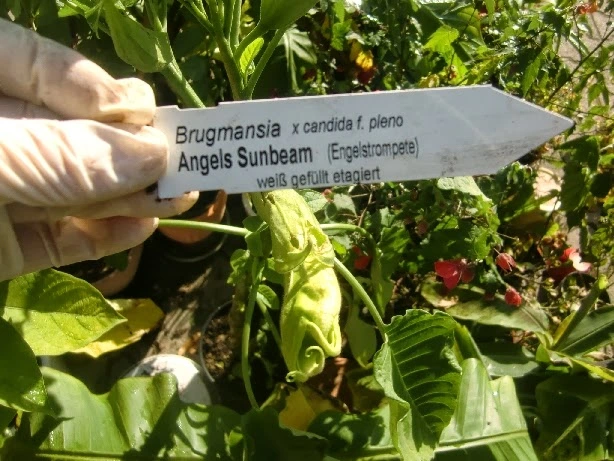 Brugmansia x candida f. pleno
Angels Sunbeam (Engelstrompete)
weiß gefüllt etagiert